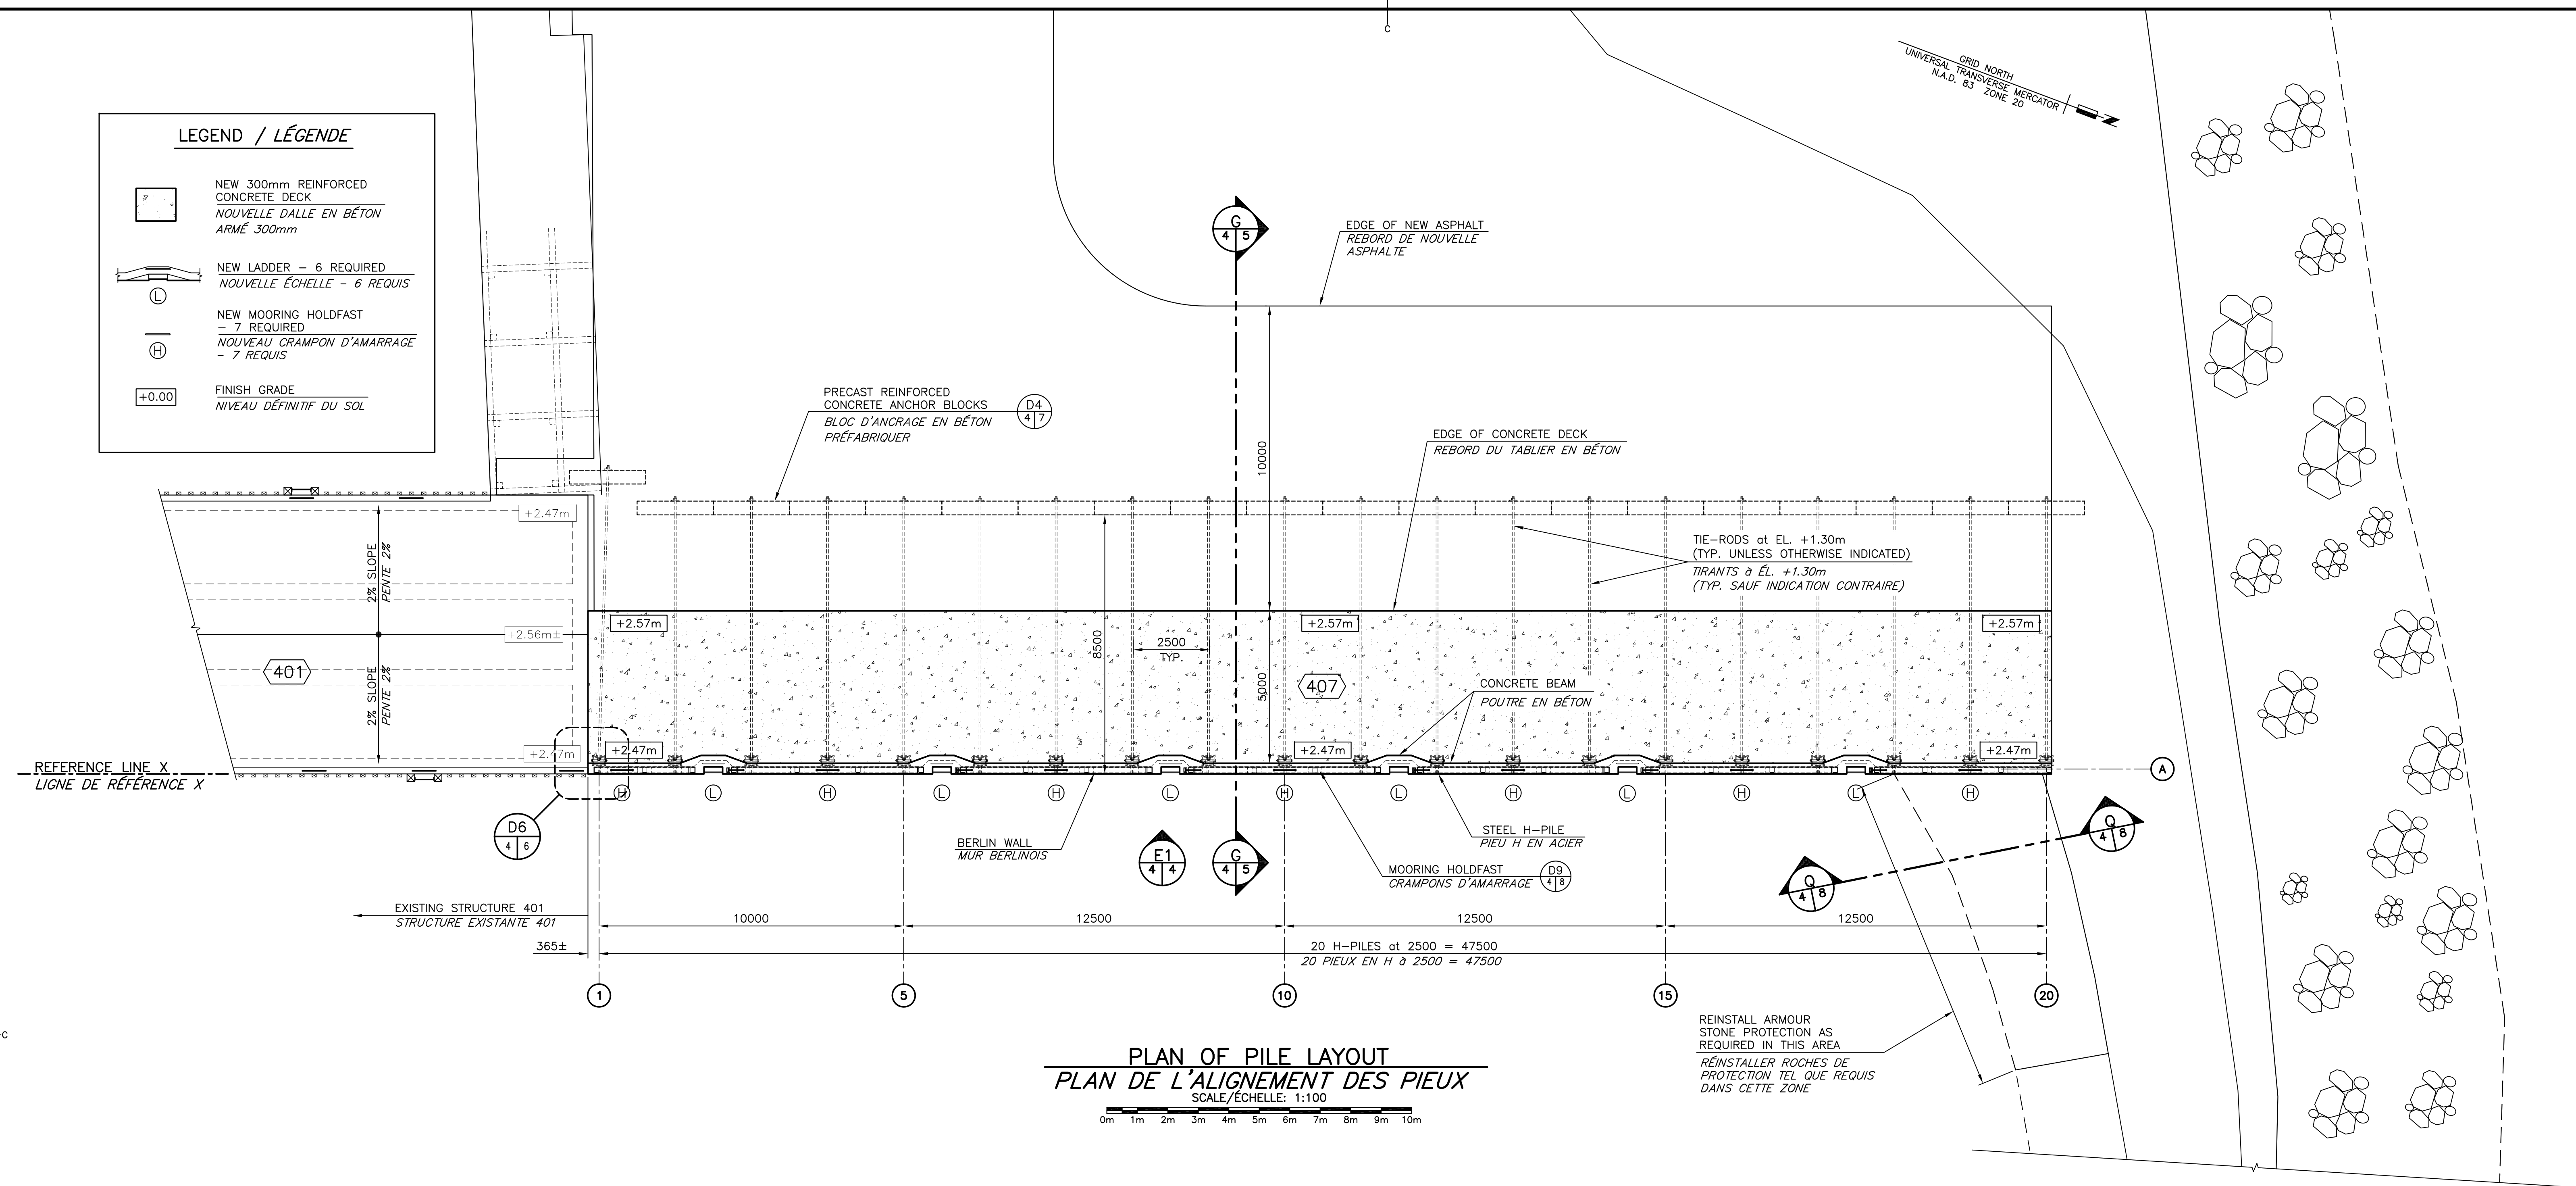 C
GRID NORTH
UNIVERSAL TRANSVERSE MERCATOR
N.A.D. 83 ZONE 20
N
LEGEND / LÉGENDE
NEW 300mm REINFORCED
CONCRETE DECK
NOUVELLE DALLE EN BÉTON
ARMÉ 300mm
NEW LADDER – 6 REQUIRED
NOUVELLE ÉCHELLE – 6 REQUIS
L
NEW MOORING HOLDFAST
– 7 REQUIRED
NOUVEAU CRAMPON D'AMARRAGE
– 7 REQUIS
H
+0.00
FINISH GRADE
NIVEAU DÉFINITIF DU SOL
G
4 5
EDGE OF NEW ASPHALT
REBORD DE NOUVELLE
ASPHALTE
PRECAST REINFORCED
CONCRETE ANCHOR BLOCKS
BLOC D'ANCRAGE EN BÉTON
PRÉFABRIQUER
D4
4 7
10000
EDGE OF CONCRETE DECK
REBORD DU TABLIER EN BÉTON
+2.47m
2% SLOPE
PENTE 2%
TIE-RODS at EL. +1.30m
(TYP. UNLESS OTHERWISE INDICATED)
TIRANTS à ÉL. +1.30m
(TYP. SAUF INDICATION CONTRAIRE)
+2.56m±
+2.57m
+2.57m
+2.57m
8500
2500
TYP.
401
2% SLOPE
PENTE 2%
5000
407
CONCRETE BEAM
POUTRE EN BÉTON
+2.47m
+2.47m
+2.47m
+2.47m
REFERENCE LINE X
LIGNE DE RÉFÉRENCE X
A
H L H L H L H L H L H L H
D6
4 6
BERLIN WALL
MUR BERLINOIS
E1
4 4
G
4 5
STEEL H-PILE
PIEU H EN ACIER
MOORING HOLDFAST
CRAMPONS D'AMARRAGE
D9
4 8
Q
4 8
Q
4 8
EXISTING STRUCTURE 401
STRUCTURE EXISTANTE 401
10000
12500
12500
12500
365±
20 H-PILES at 2500 = 47500
20 PIEUX EN H à 2500 = 47500
1
5
10
15
20
-C
REINSTALL ARMOUR
STONE PROTECTION AS
REQUIRED IN THIS AREA
RÉINSTALLER ROCHES DE
PROTECTION TEL QUE REQUIS
DANS CETTE ZONE
PLAN OF PILE LAYOUT
PLAN DE L'ALIGNEMENT DES PIEUX
SCALE/ÉCHELLE: 1:100
0m 1m 2m 3m 4m 5m 6m 7m 8m 9m 10m